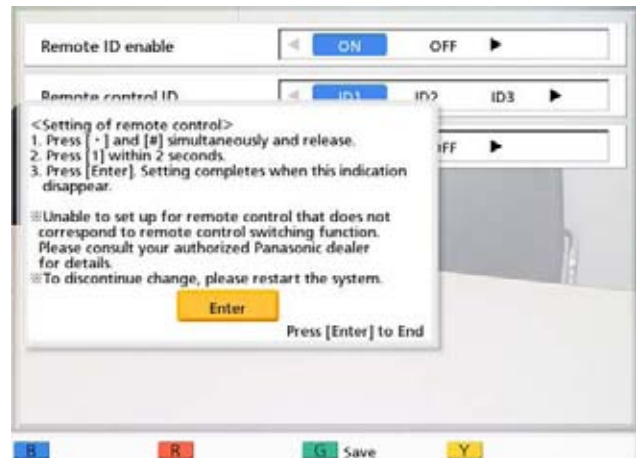 Remote ID enable ON OFF
Remote control ID ID1 ID2 ID3
<Setting of remote control>
1. Press [ · ] and [#] simultaneously and release.
2. Press [1] within 2 seconds.
3. Press [Enter]. Setting completes when this indication
disappear.
OFF
※Unable to set up for remote control that does not
correspond to remote control switching function.
Please consult your authorized Panasonic dealer
for details.
※To discontinue change, please restart the system.
Enter
Press [Enter] to End
B R G Save Y